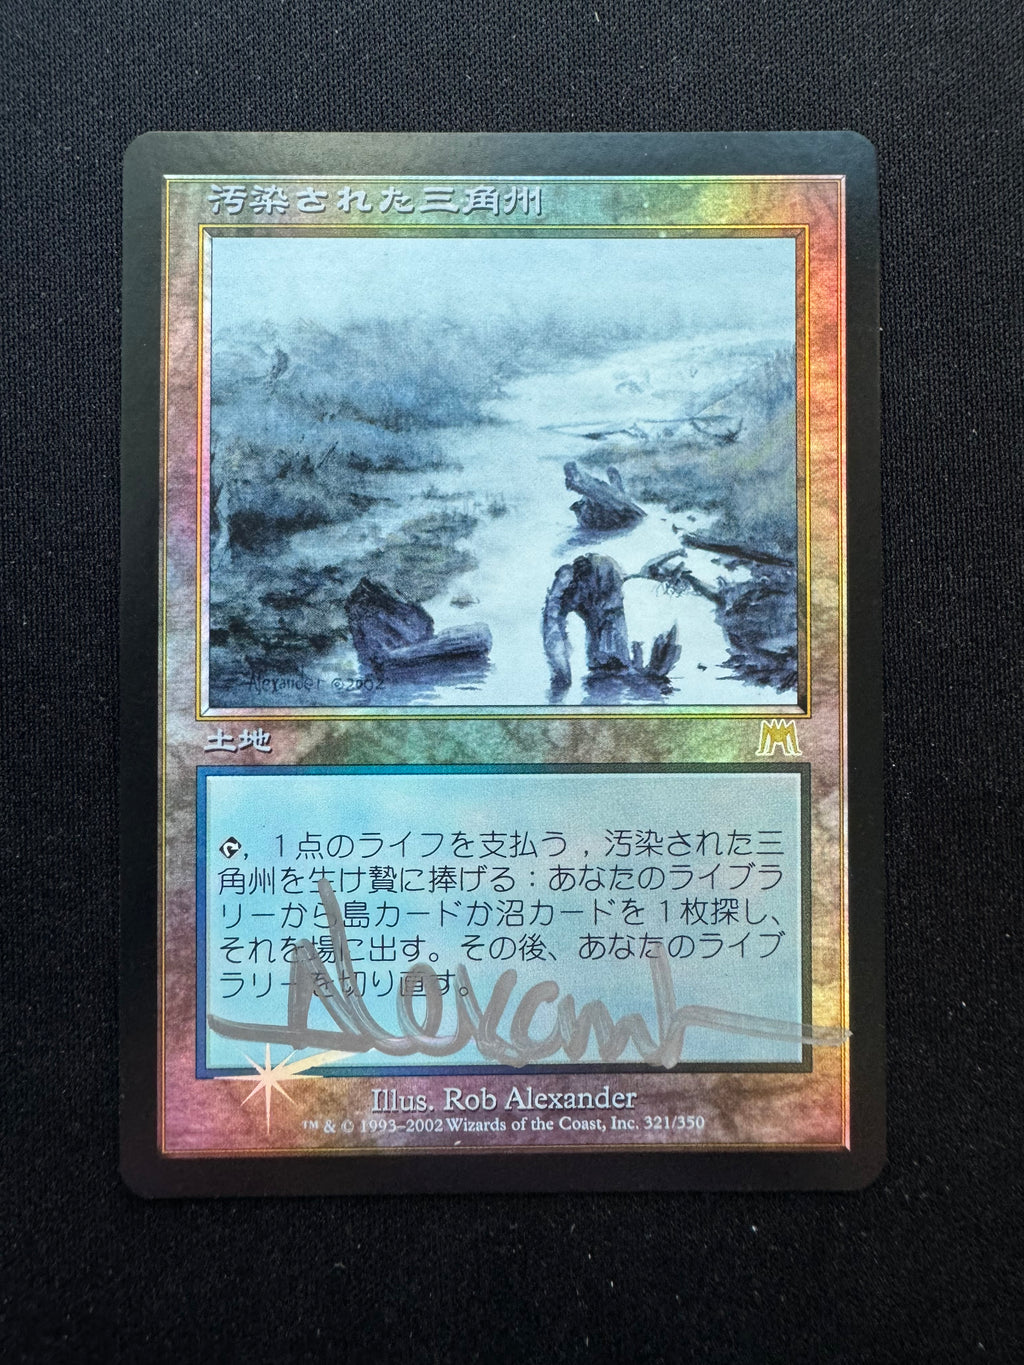 汚染された三角州
Alexander ©2002
土地
, 1点のライフを支払う , 汚染された三
角州を生け贄に捧げる：あなたのライブラ
リーから島カードか沼カードを１枚探し、
それを場に出す。その後、あなたのライブ
ラリーを切り直す。
Alexander
Illus. Rob Alexander
™ & © 1993–2002 Wizards of the Coast, Inc. 321/350